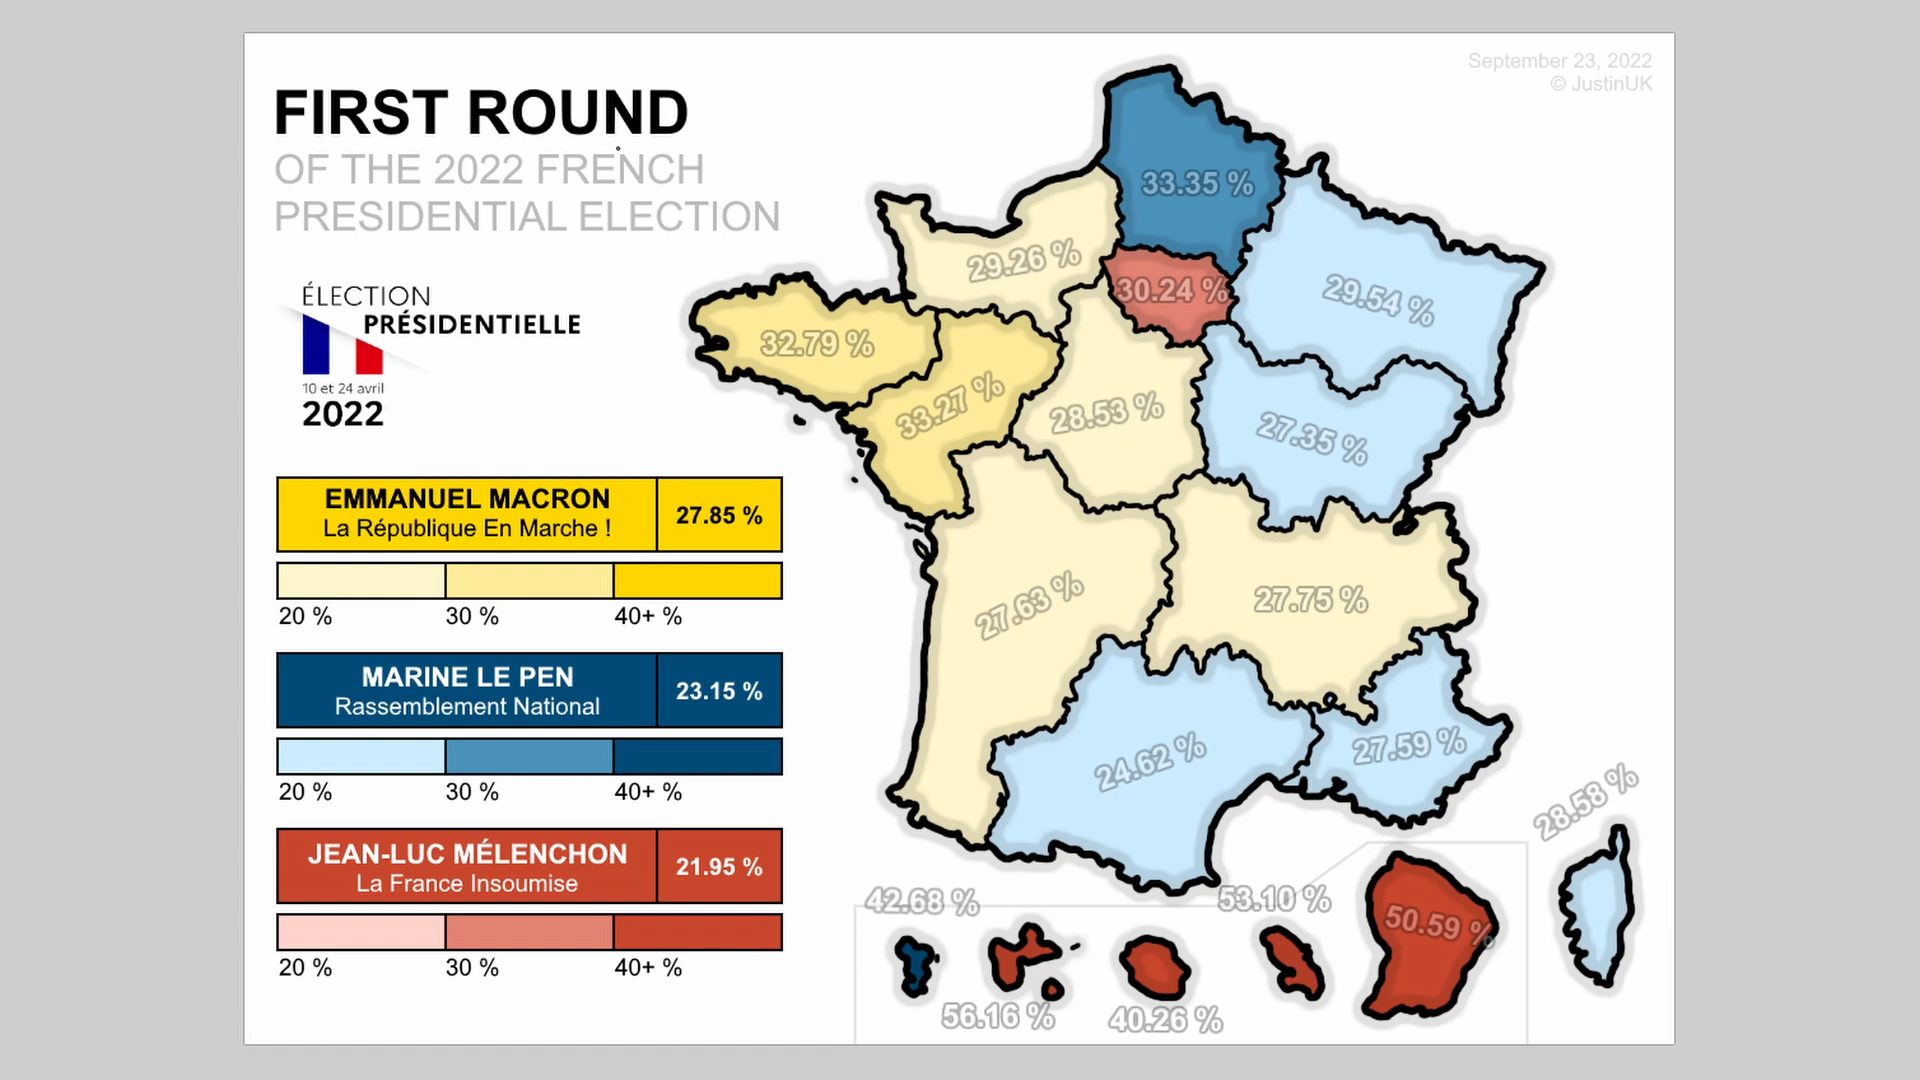 September 23, 2022
© JustinUK
FIRST ROUND
OF THE 2022 FRENCH
PRESIDENTIAL ELECTION
ÉLECTION
PRÉSIDENTIELLE
10 et 24 avril
2022
EMMANUEL MACRON
La République En Marche !
27.85 %
20 %
30 %
40+ %
MARINE LE PEN
Rassemblement National
23.15 %
20 %
30 %
40+ %
JEAN-LUC MÉLENCHON
La France Insoumise
21.95 %
20 %
30 %
40+ %
33.35 %
29.26 %
30.24 %
29.54 %
32.79 %
33.27 %
28.53 %
27.35 %
27.63 %
27.75 %
24.62 %
27.59 %
28.58 %
42.68 %
53.10 %
50.59 %
56.16 %
40.26 %